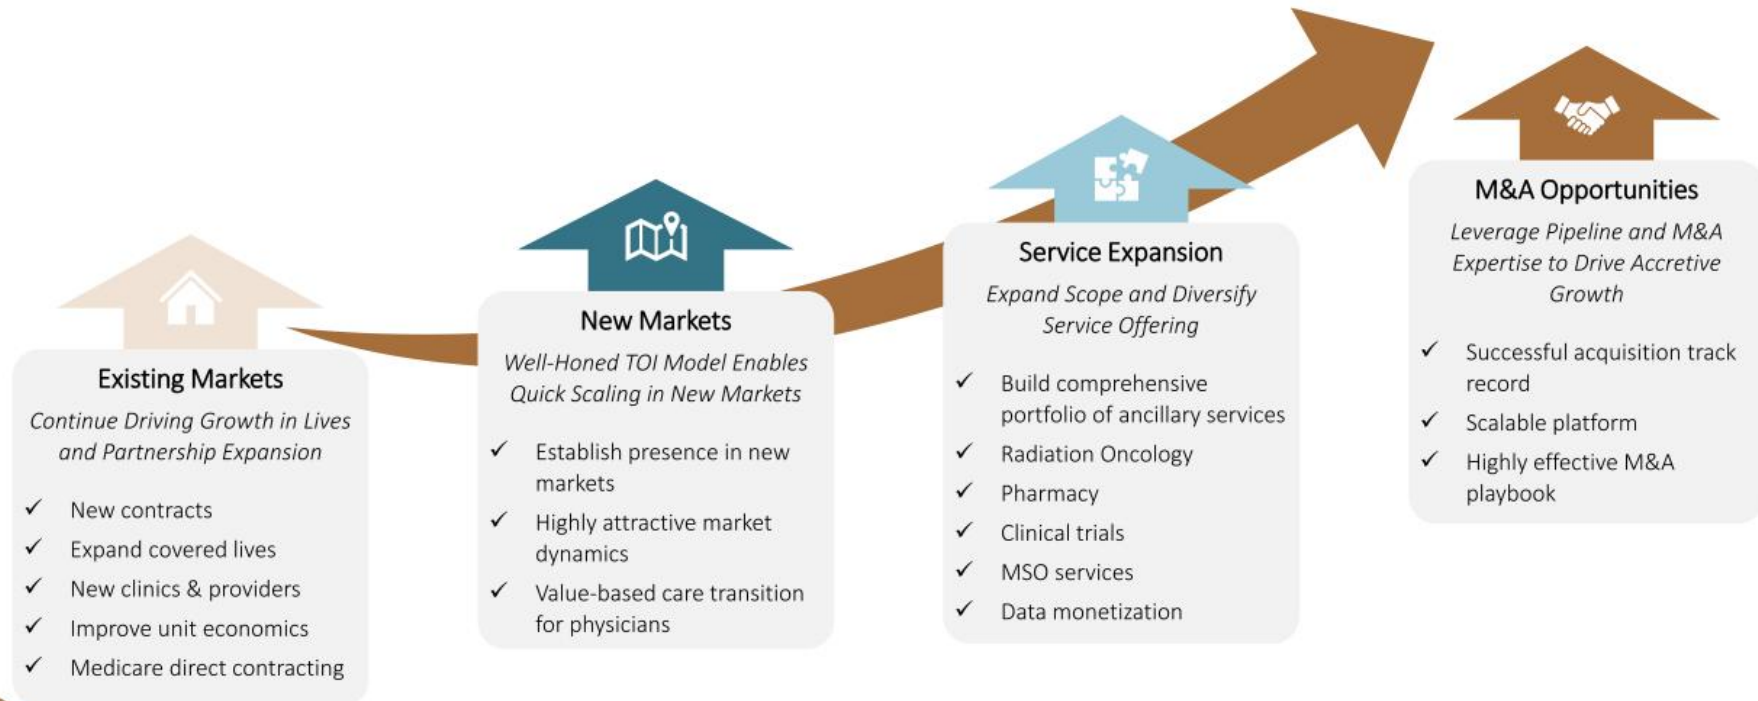 Existing Markets
Continue Driving Growth in Lives
and Partnership Expansion
✓ New contracts
✓ Expand covered lives
✓ New clinics & providers
✓ Improve unit economics
✓ Medicare direct contracting
New Markets
Well-Honed TOI Model Enables
Quick Scaling in New Markets
✓ Establish presence in new
markets
✓ Highly attractive market
dynamics
✓ Value-based care transition
for physicians
Service Expansion
Expand Scope and Diversify
Service Offering
✓ Build comprehensive
portfolio of ancillary services
✓ Radiation Oncology
✓ Pharmacy
✓ Clinical trials
✓ MSO services
✓ Data monetization
M&A Opportunities
Leverage Pipeline and M&A
Expertise to Drive Accretive
Growth
✓ Successful acquisition track
record
✓ Scalable platform
✓ Highly effective M&A
playbook